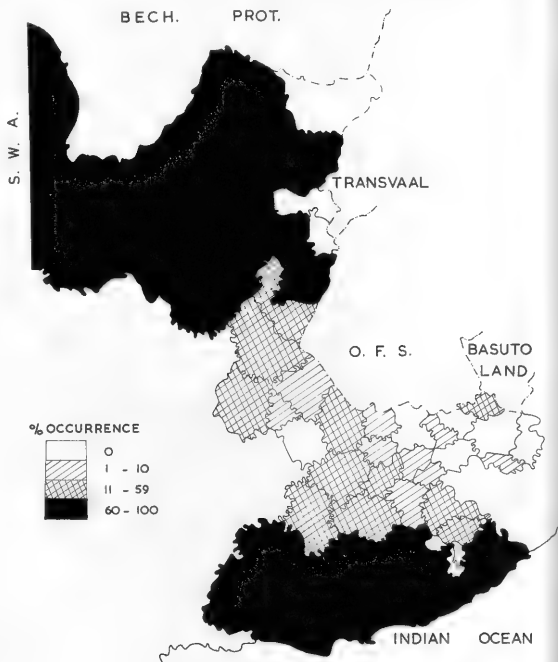 BECH. PROT.
S. W. A.
TRANSVAAL
O. F. S.
BASUTO
LAND
% OCCURRENCE
0
1 - 10
11 - 59
60 - 100
INDIAN OCEAN